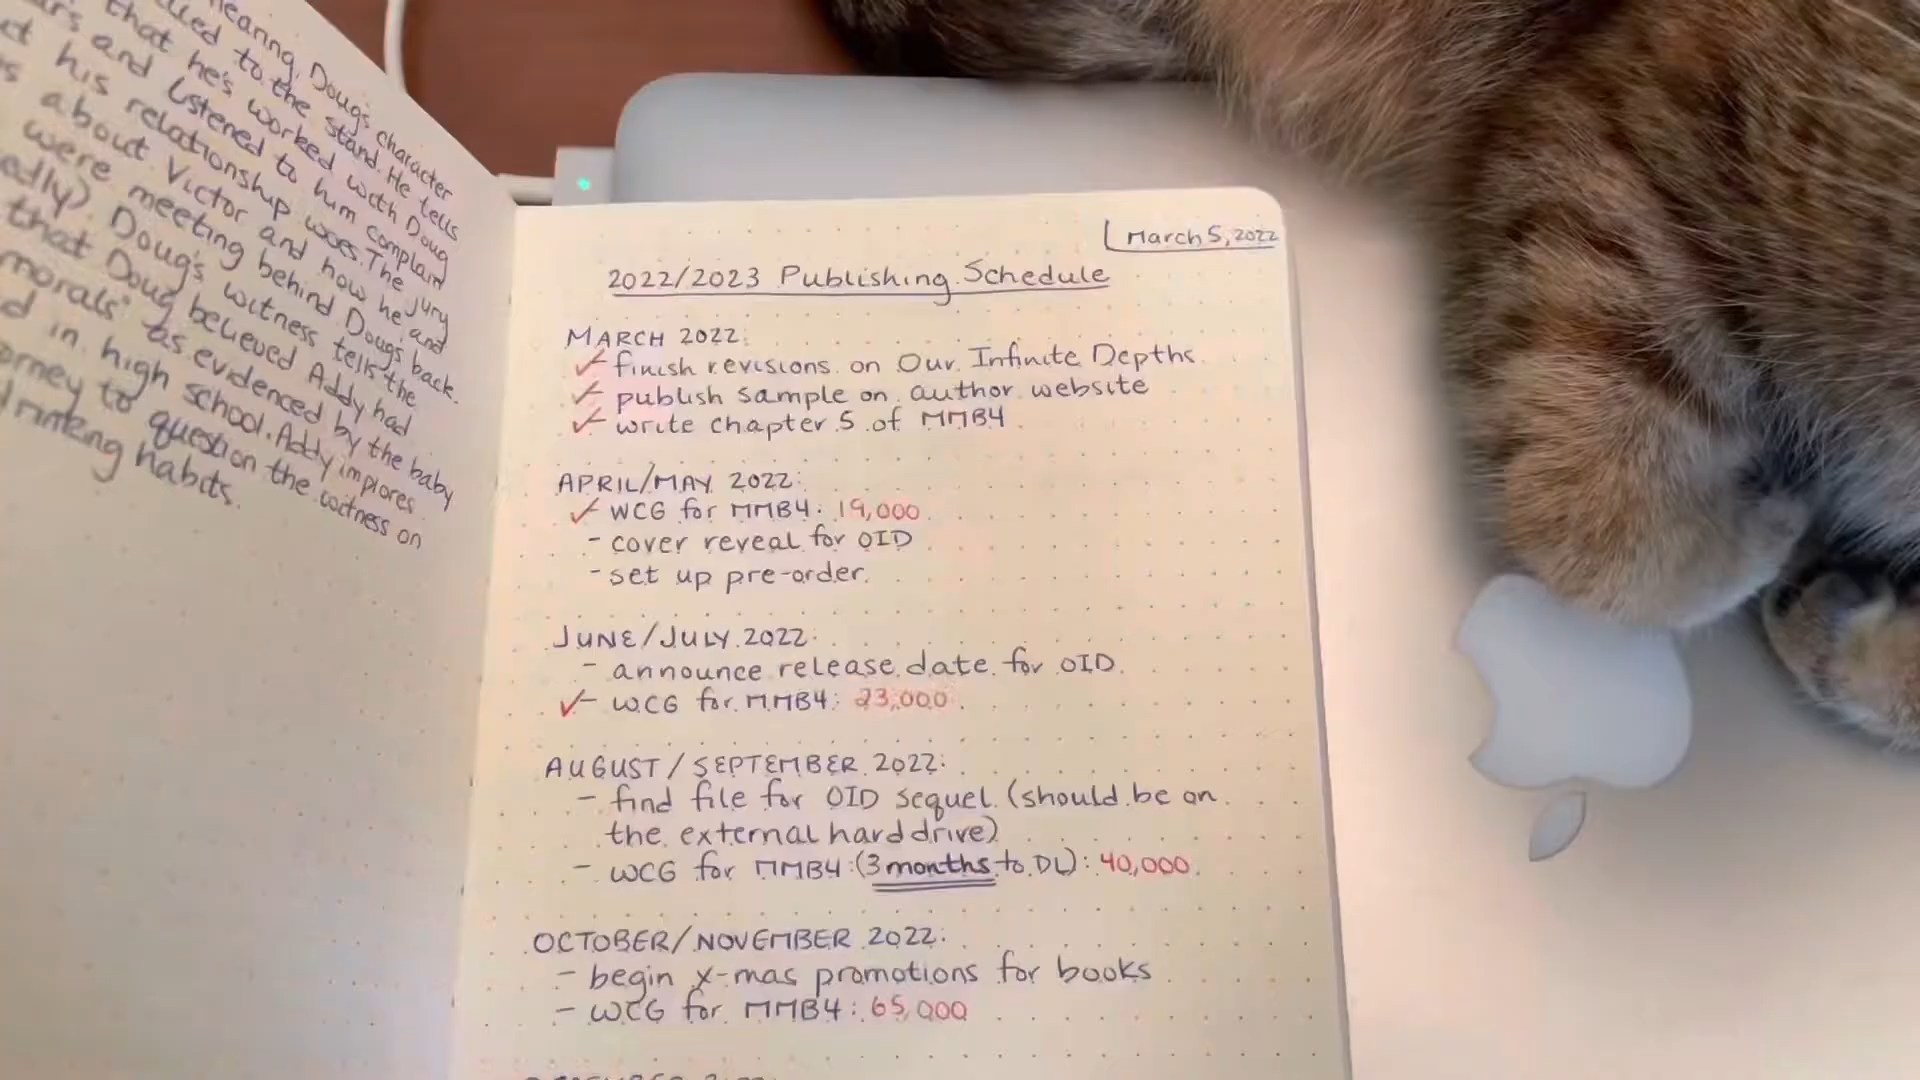 hearing, Doug's character
to the stand. He tells
that he's worked with Doug
and listened to him complain
his relationship woes. The jury
about Victor and how he and
were meeting behind Doug's back.
Doug's witness tells the
that Doug believed Addy had
morals" as evidenced by the baby
in high school. Addy implores
to question the witness on
drinking habits.
March 5, 2022
2022/2023 Publishing Schedule
MARCH 2022:
✓ finish revisions on Our Infinite Depths
✓ publish sample on author website
✓ write chapter 5 of MMB4
APRIL/MAY 2022:
✓ WCG for MMB4: 19,000
- cover reveal for OID
- set up pre-order
JUNE/JULY 2022:
- announce release date for OID
✓ WCG for MMB4: 23,000
AUGUST/SEPTEMBER 2022:
- find file for OID sequel (should be on
the external hard drive)
- WCG for MMB4: (3 months to DL): 40,000
OCTOBER/NOVEMBER 2022:
- begin x-mas promotions for books
- WCG for MMB4: 65,000